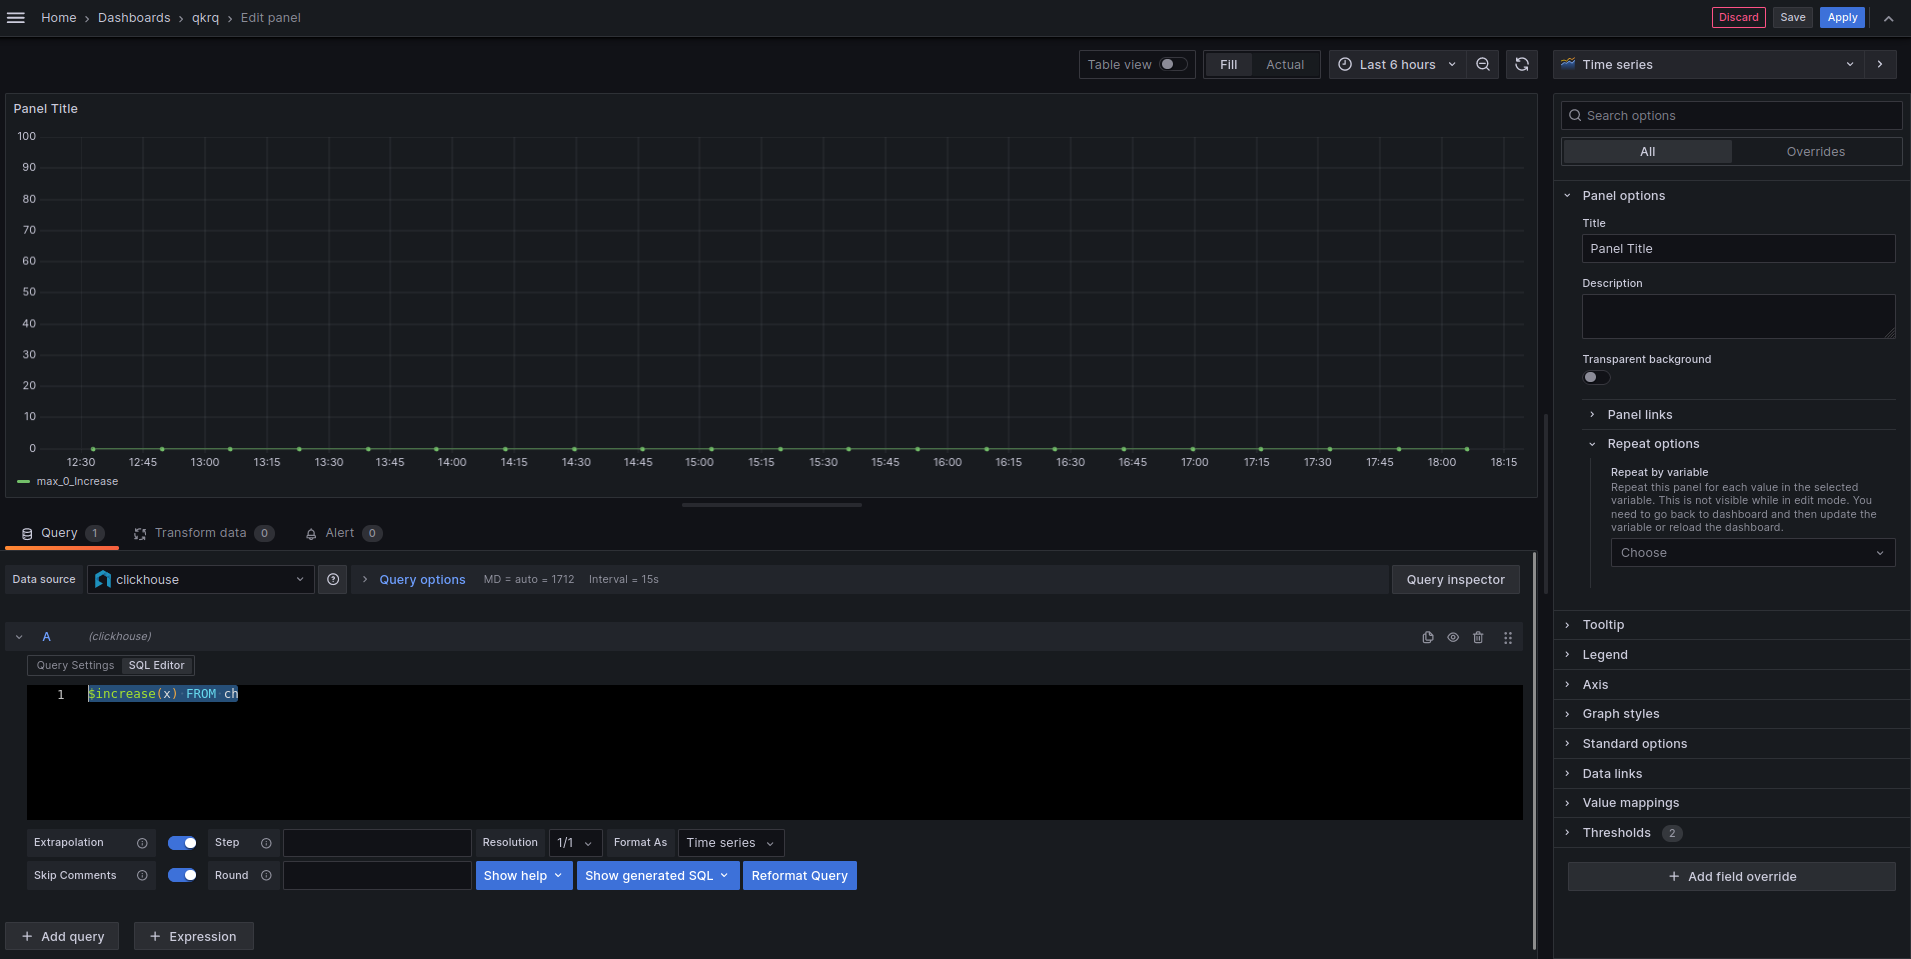 Home › Dashboards › qkrq › Edit panel
Discard Save Apply
Table view Fill Actual Last 6 hours
Time series
Panel Title
100
90
80
70
60
50
40
30
20
10
0
12:30 12:45 13:00 13:15 13:30 13:45 14:00 14:15 14:30 14:45 15:00 15:15 15:30 15:45 16:00 16:15 16:30 16:45 17:00 17:15 17:30 17:45 18:00 18:15
max_0_Increase
Query 1 Transform data 0 Alert 0
Data source clickhouse Query options MD = auto = 1712 Interval = 15s Query inspector
A (clickhouse)
Query Settings SQL Editor
1 $increase(x) FROM ch
Extrapolation Step Resolution 1/1 Format As Time series
Skip Comments Round Show help Show generated SQL Reformat Query
+ Add query + Expression
Search options
All Overrides
Panel options
Title
Panel Title
Description
Transparent background
Panel links
Repeat options
Repeat by variable
Repeat this panel for each value in the selected
variable. This is not visible while in edit mode. You
need to go back to dashboard and then update the
variable or reload the dashboard.
Choose
Tooltip
Legend
Axis
Graph styles
Standard options
Data links
Value mappings
Thresholds 2
+ Add field override